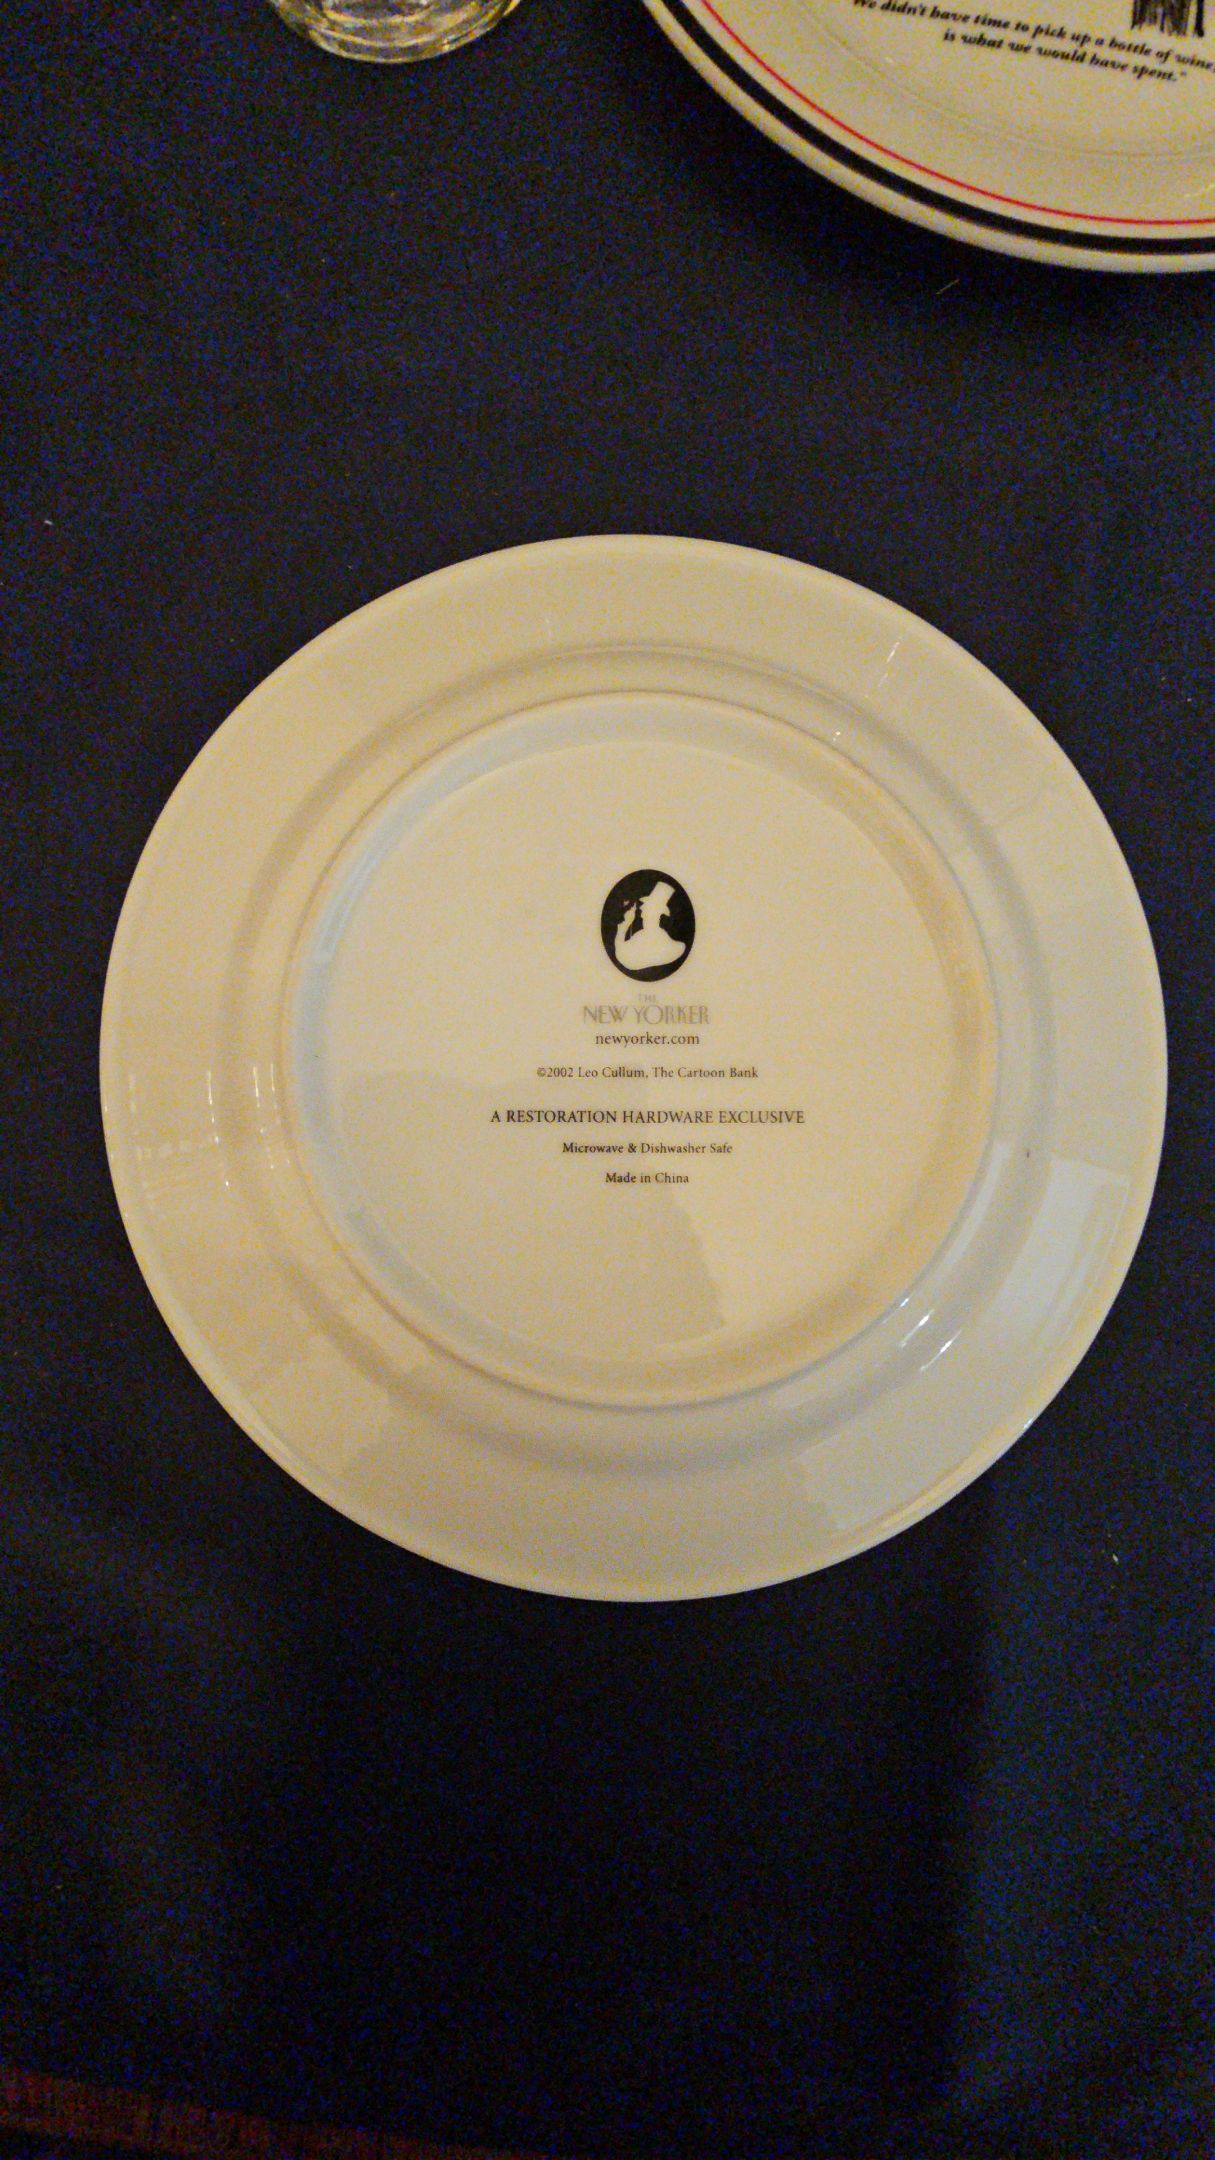 "We didn't have time to pick up a bottle of wine,
is what we would have spent."
THE
NEW YORKER
newyorker.com
©2002 Leo Cullum, The Cartoon Bank
A RESTORATION HARDWARE EXCLUSIVE
Microwave & Dishwasher Safe
Made in China